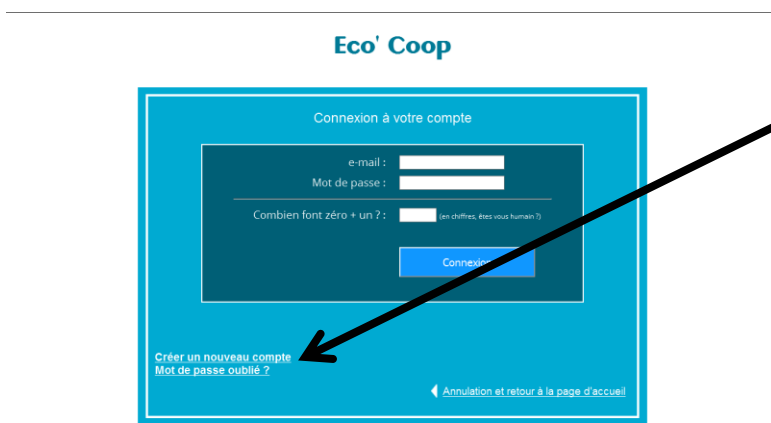 Eco' Coop
Connexion à votre compte
e-mail :
Mot de passe :
Combien font zéro + un ? : (en chiffres, êtes vous humain ?)
Connexion
Créer un nouveau compte
Mot de passe oublié ?
Annulation et retour à la page d'accueil